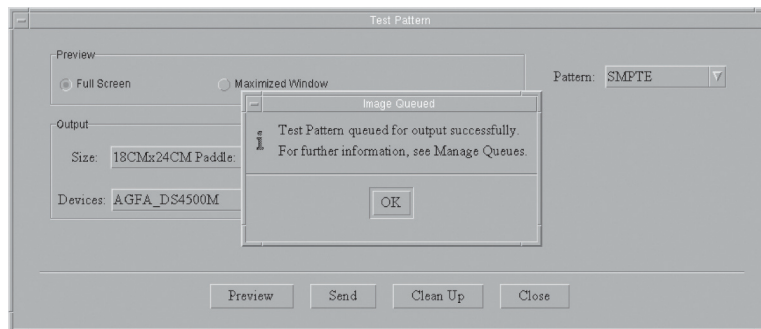 Test Pattern
Preview
Full Screen
Maximized Window
Pattern: SMPTE
Image Queued
Test Pattern queued for output successfully.
For further information, see Manage Queues.
OK
Output
Size: 18CMx24CM Paddle:
Devices: AGFA_DS4500M
Preview
Send
Clean Up
Close